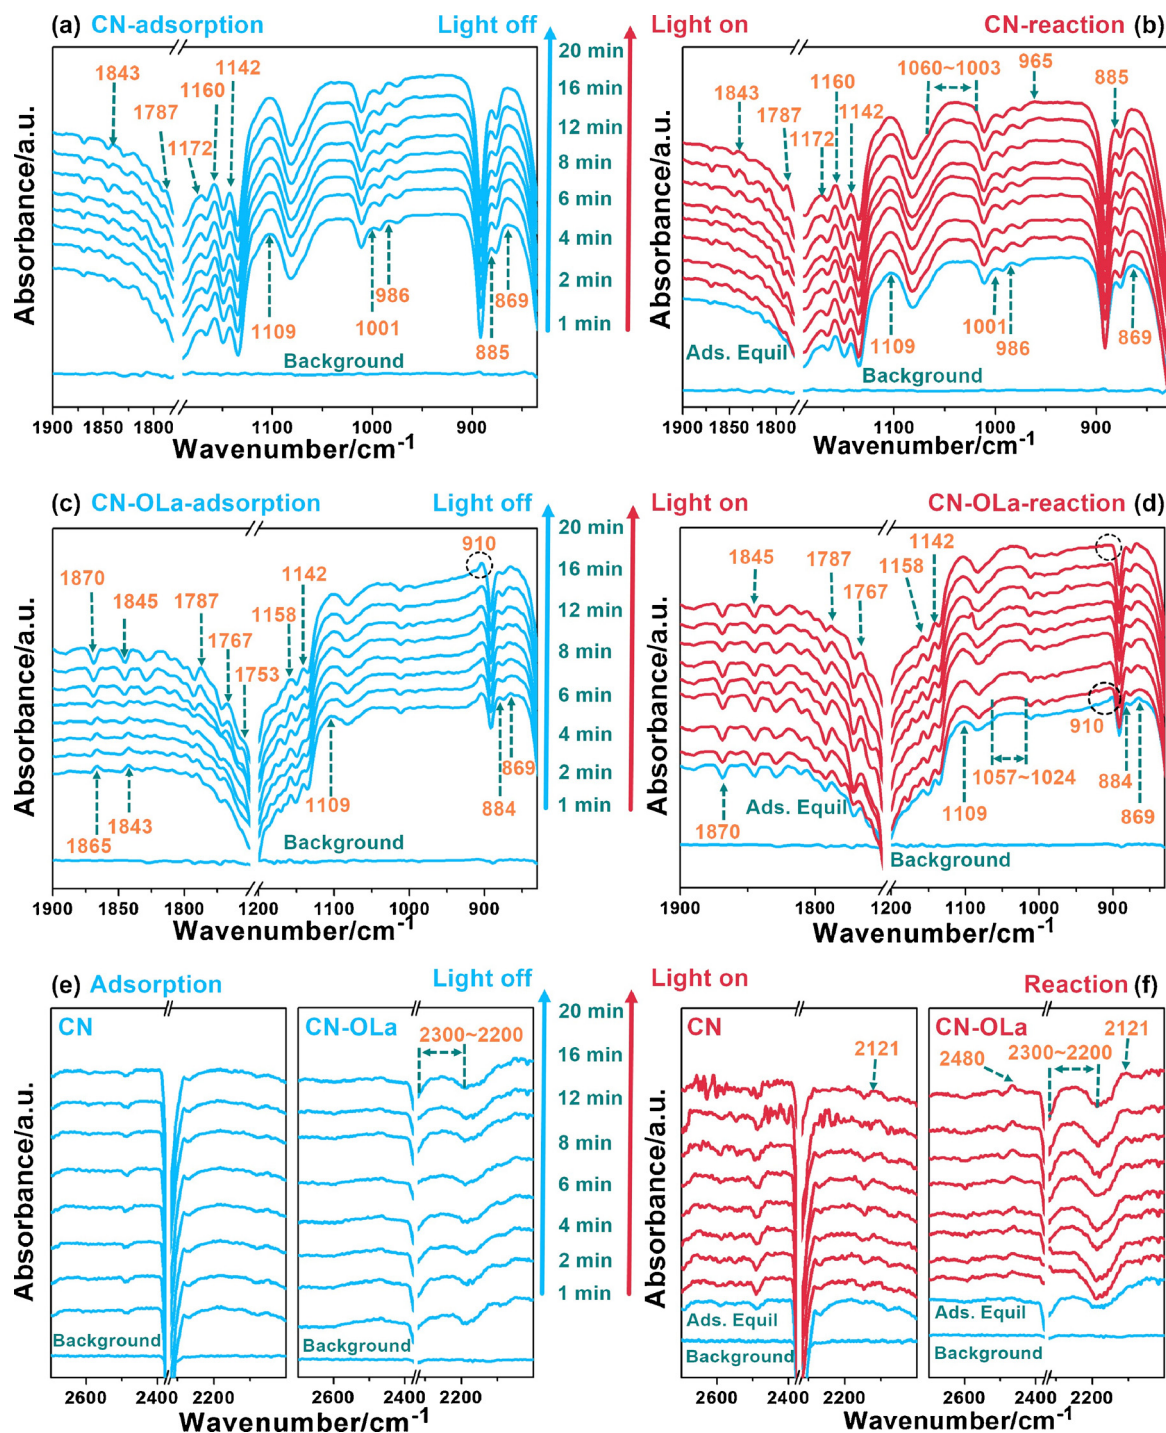 (a) CN-adsorption Light off
Light on CN-reaction (b)
20 min
16 min
12 min
8 min
6 min
4 min
2 min
1 min
Absorbance/a.u.
1843
1787
1172
1160
1142
1109
1001
986
885
869
Background
1900 1800 1100 1000 900
Wavenumber/cm-1
Absorbance/a.u.
1843
1787
1172
1160
1142
1060~1003
965
885
1109
1001
986
869
Ads. Equil
Background
1900 1800 1100 1000 900
Wavenumber/cm-1
(c) CN-OLa-adsorption Light off
Light on CN-OLa-reaction (d)
20 min
16 min
12 min
8 min
6 min
4 min
2 min
1 min
Absorbance/a.u.
1870
1845
1787
1767
1753
1158
1142
910
1865
1843
1109
884
869
Background
1900 1850 1800 1200 1100 1000 900
Wavenumber/cm-1
Absorbance/a.u.
1845
1787
1767
1158
1142
910
1057~1024
1109
884
869
1870
Ads. Equil
Background
1900 1800 1200 1100 1000 900
Wavenumber/cm-1
(e) Adsorption Light off
Light on Reaction (f)
20 min
16 min
12 min
8 min
6 min
4 min
2 min
1 min
Absorbance/a.u.
CN
Background
2600 2400 2200
CN-OLa
2300~2200
Background
2600 2400 2200
Wavenumber/cm-1
Absorbance/a.u.
CN
2121
Ads. Equil
Background
2600 2400 2200
CN-OLa
2480
2300~2200
2121
Ads. Equil
Background
2600 2400 2200
Wavenumber/cm-1